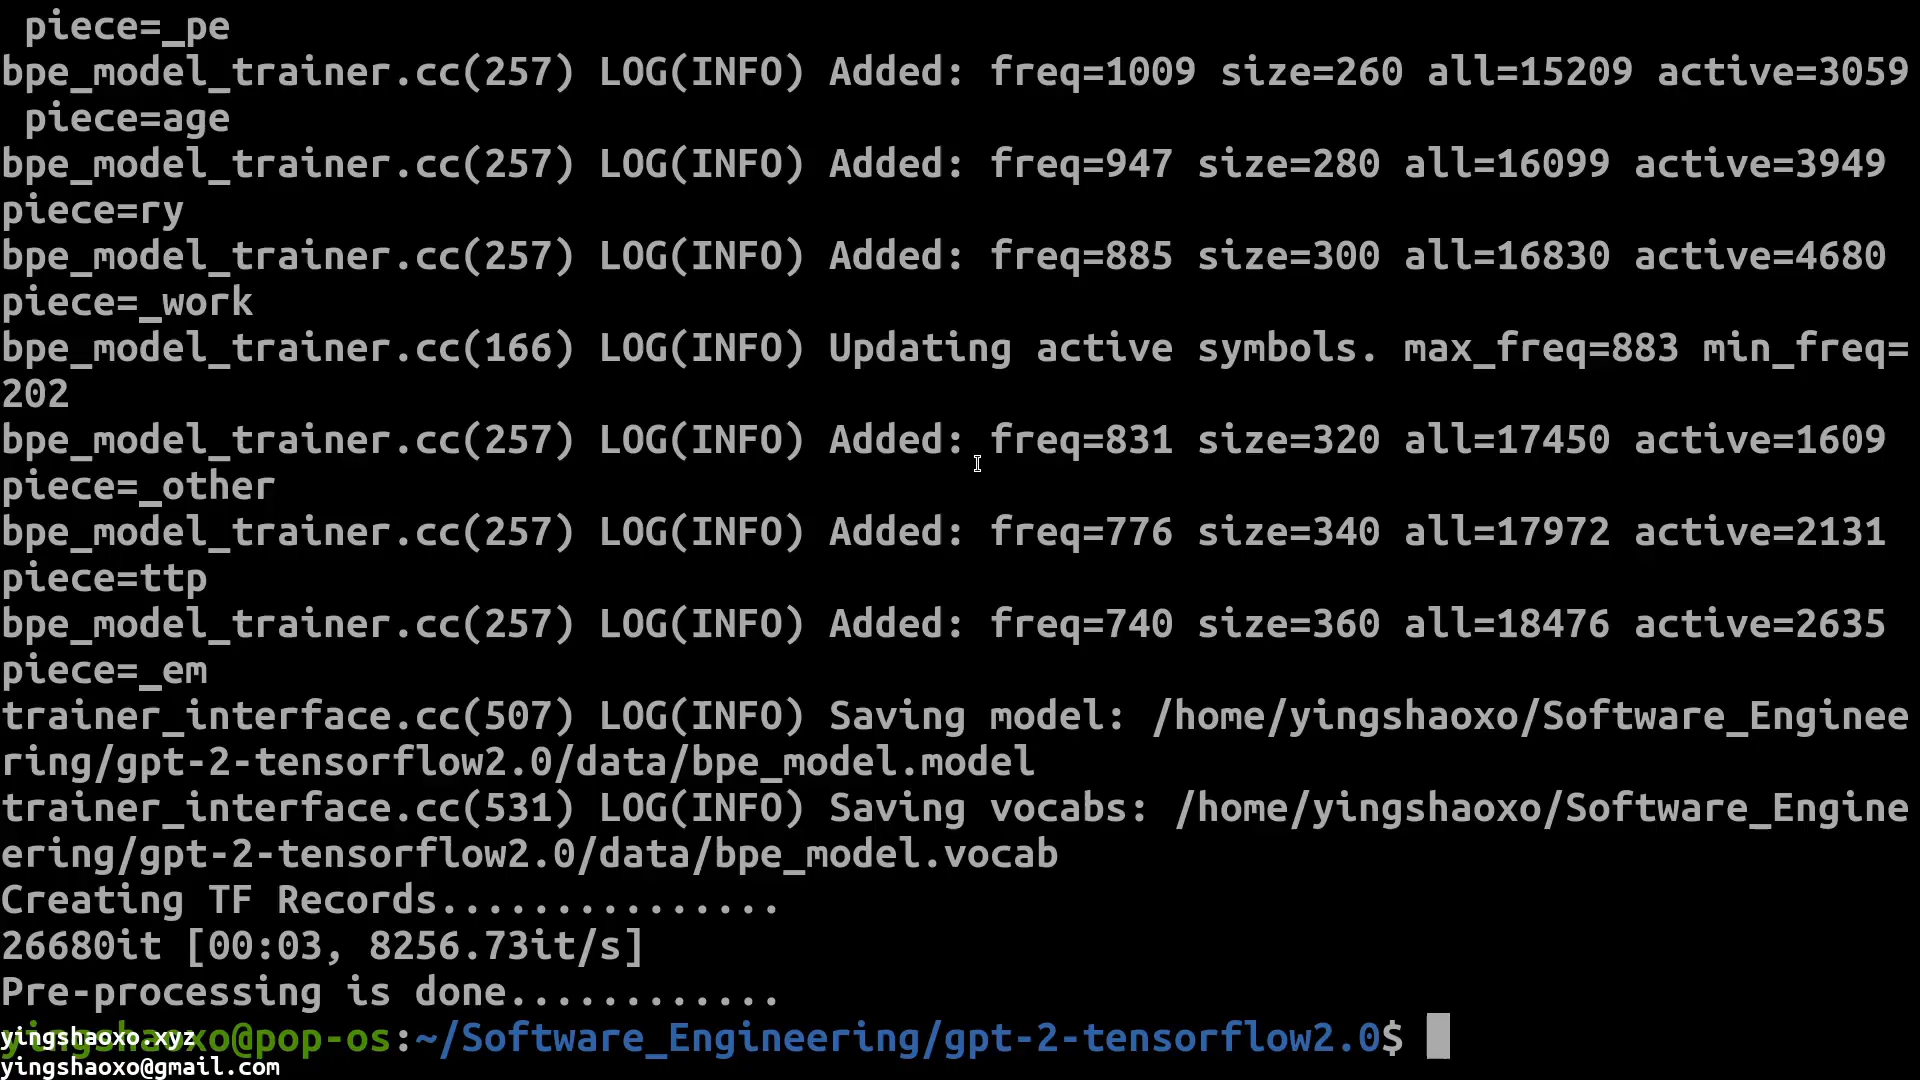 piece=_pe
bpe_model_trainer.cc(257) LOG(INFO) Added: freq=1009 size=260 all=15209 active=3059
 piece=age
bpe_model_trainer.cc(257) LOG(INFO) Added: freq=947 size=280 all=16099 active=3949
piece=ry
bpe_model_trainer.cc(257) LOG(INFO) Added: freq=885 size=300 all=16830 active=4680
piece=_work
bpe_model_trainer.cc(166) LOG(INFO) Updating active symbols. max_freq=883 min_freq=
202
bpe_model_trainer.cc(257) LOG(INFO) Added: freq=831 size=320 all=17450 active=1609
piece=_other
bpe_model_trainer.cc(257) LOG(INFO) Added: freq=776 size=340 all=17972 active=2131
piece=ttp
bpe_model_trainer.cc(257) LOG(INFO) Added: freq=740 size=360 all=18476 active=2635
piece=_em
trainer_interface.cc(507) LOG(INFO) Saving model: /home/yingshaoxo/Software_Enginee
ring/gpt-2-tensorflow2.0/data/bpe_model.model
trainer_interface.cc(531) LOG(INFO) Saving vocabs: /home/yingshaoxo/Software_Engine
ering/gpt-2-tensorflow2.0/data/bpe_model.vocab
Creating TF Records...............
26680it [00:03, 8256.73it/s]
Pre-processing is done............
yingshaoxo@pop-os:~/Software_Engineering/gpt-2-tensorflow2.0$
yingshaoxo.xyz
yingshaoxo@gmail.com